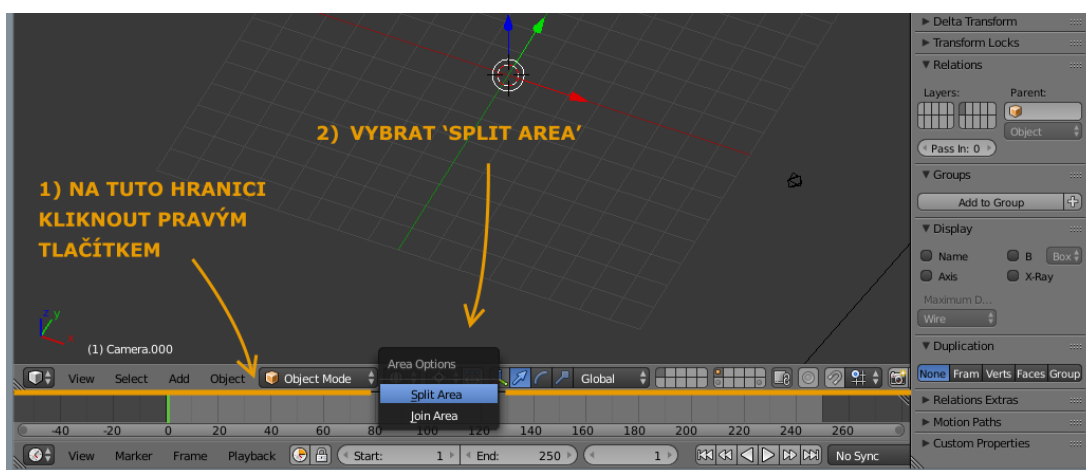 Delta Transform
Transform Locks
Relations
Layers: Parent:
Object
Pass In: 0
Groups
Add to Group
Display
Name B Box
Axis X-Ray
Maximum D...
Wire
Duplication
None Fram Verts Faces Group
Relations Extras
Motion Paths
Custom Properties
2) VYBRAT ‘SPLIT AREA’
1) NA TUTO HRANICI
KLIKNOUT PRAVÝM
TLAČÍTKEM
z y
x
(1) Camera.000
Area Options
Split Area
Join Area
View Select Add Object Object Mode Global
-40 -20 0 20 40 60 80 100 120 140 160 180 200 220 240 260
View Marker Frame Playback Start: 1 End: 250 1 No Sync